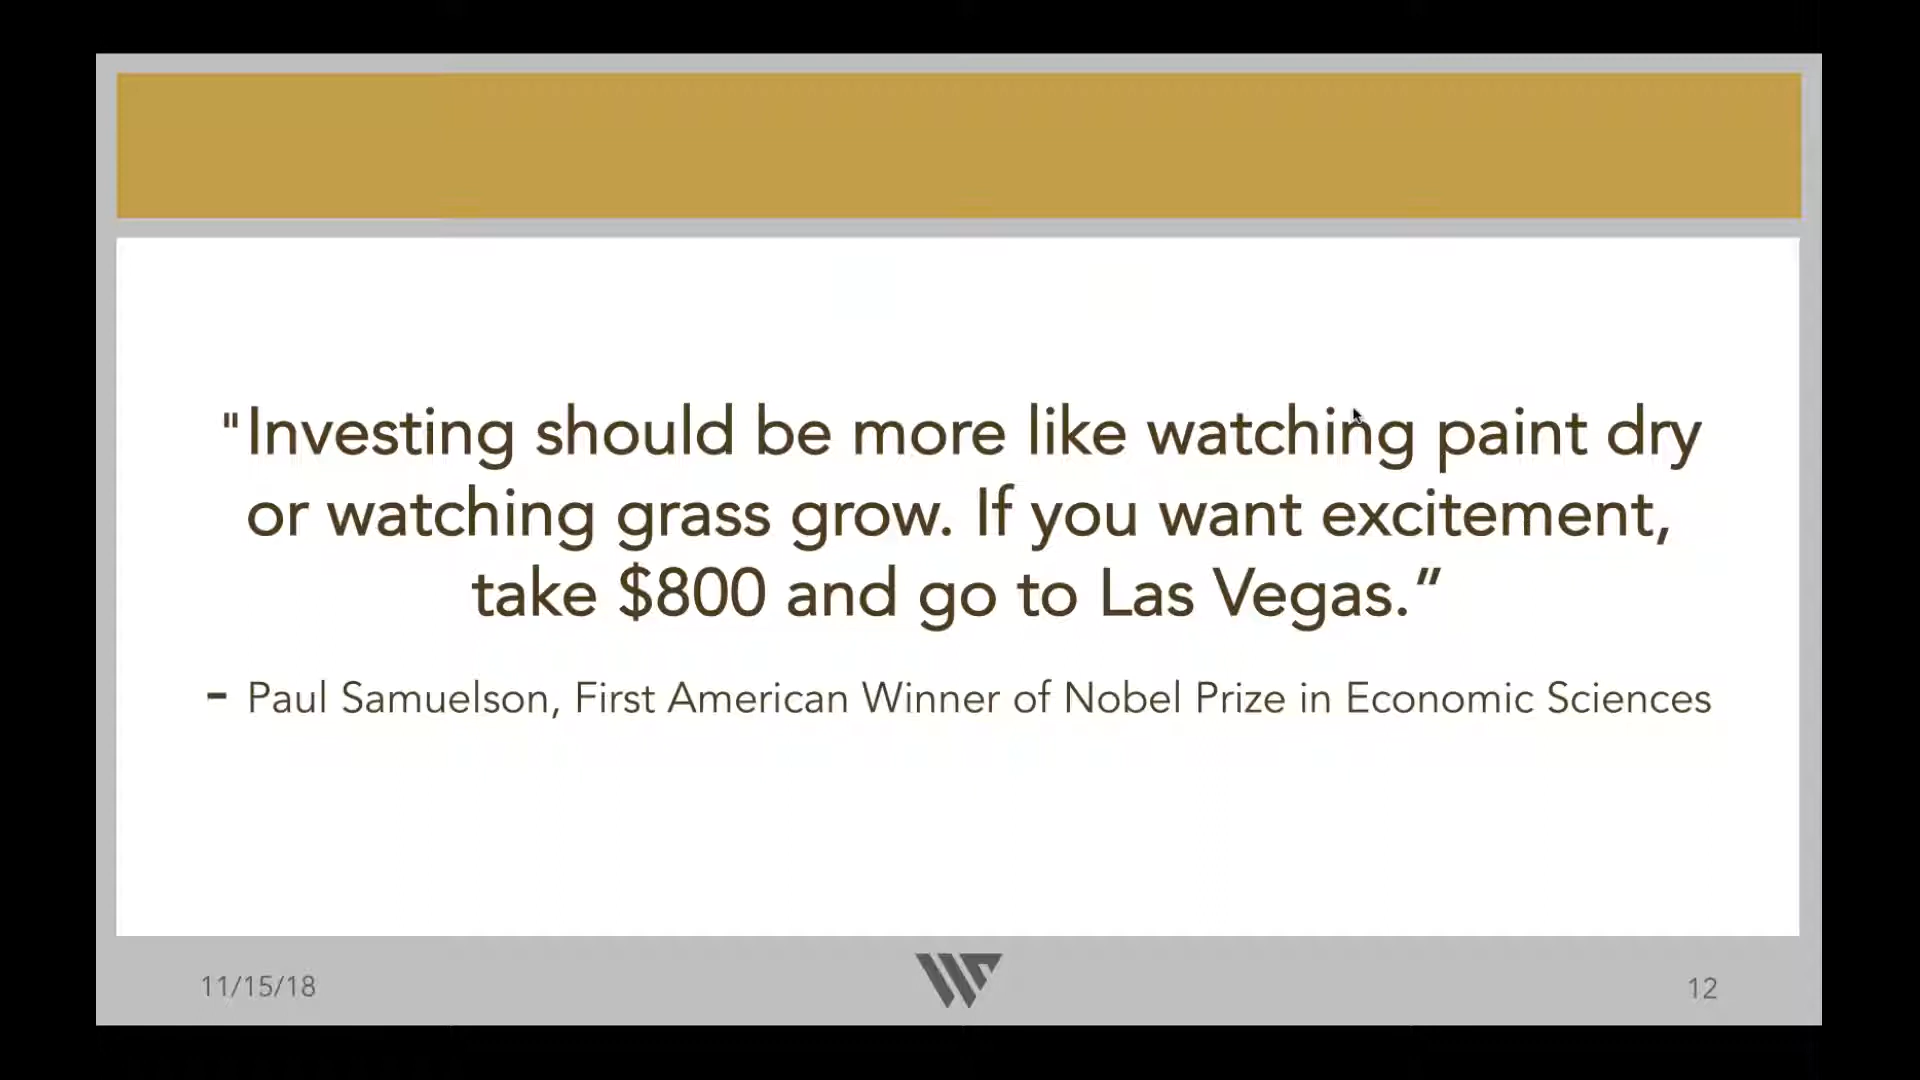 "Investing should be more like watching paint dry
or watching grass grow. If you want excitement,
take $800 and go to Las Vegas.”
- Paul Samuelson, First American Winner of Nobel Prize in Economic Sciences
11/15/18
12